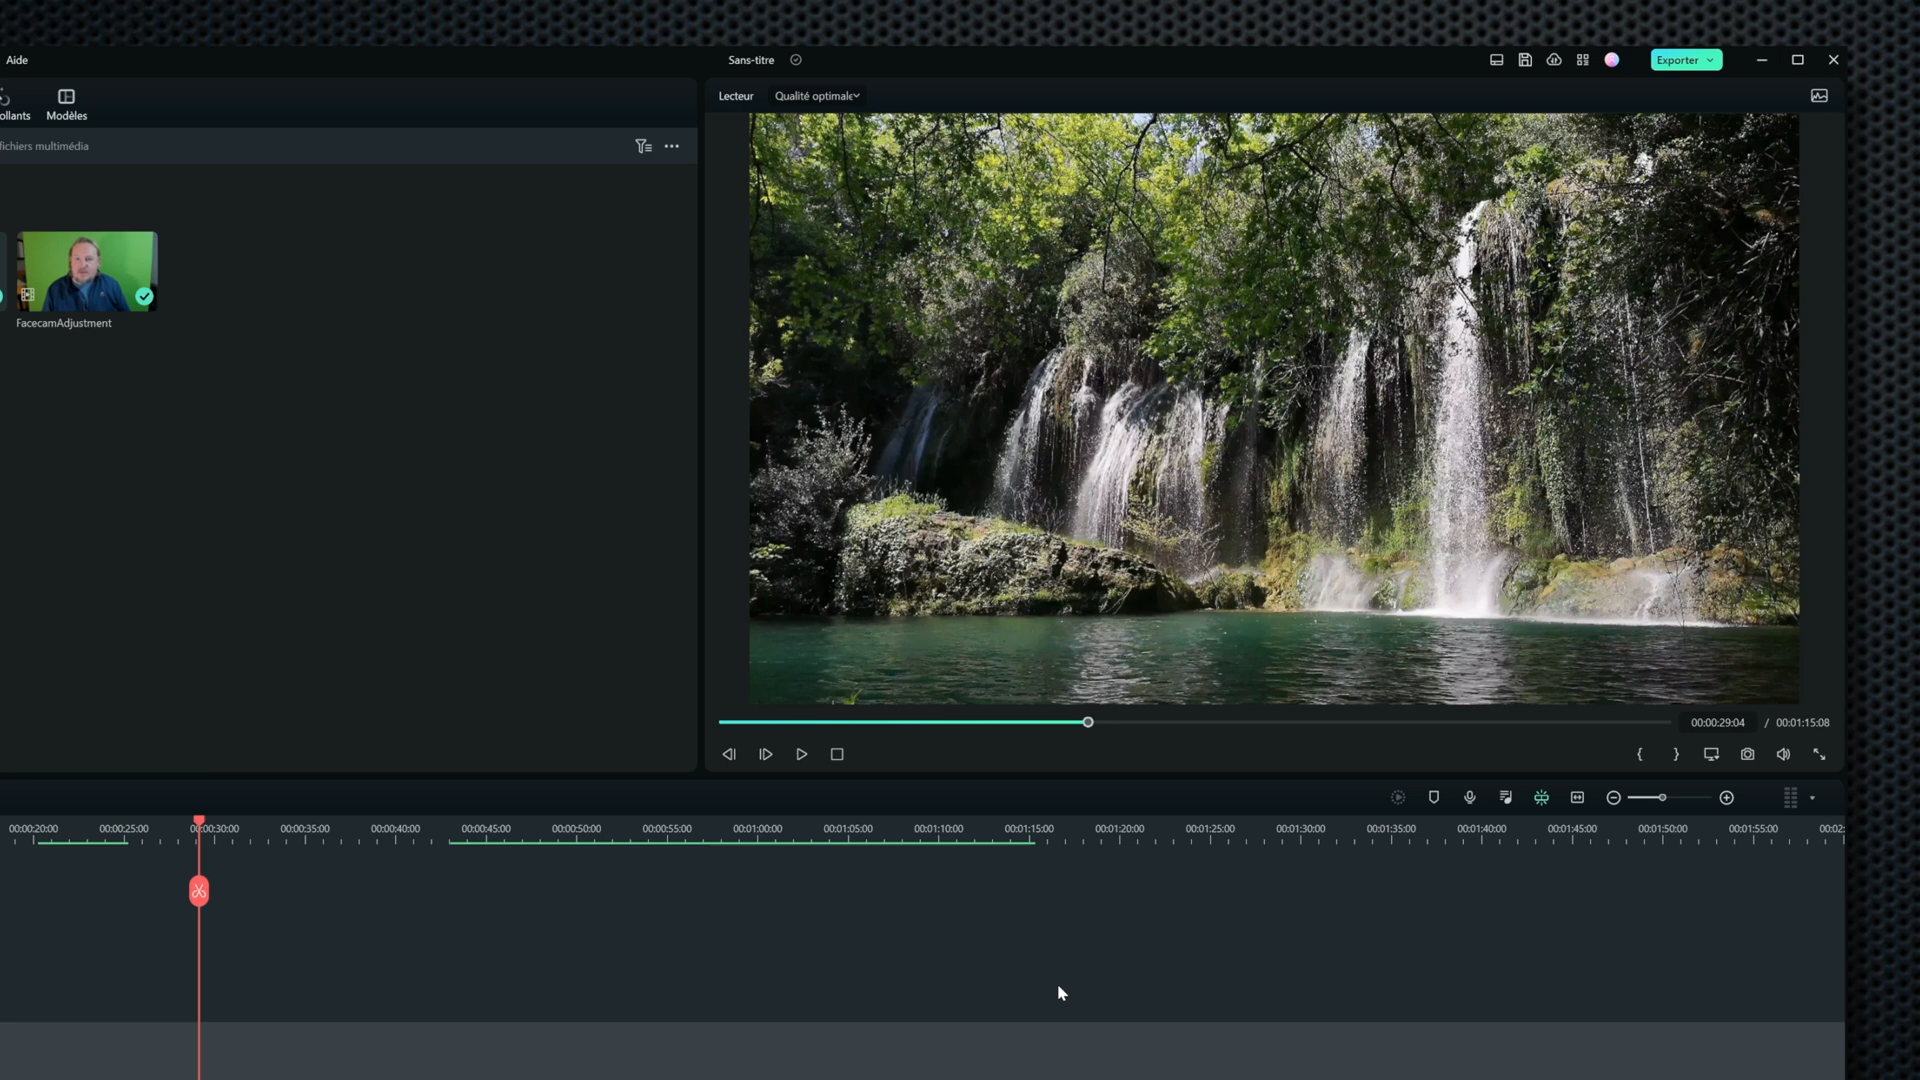 Aide
Sans-titre
Exporter
ollants
Modèles
Lecteur
Qualité optimale
fichiers multimédia
FacecamAdjustment
00:00:29:04 / 00:01:15:08
00:00:20:00 00:00:25:00 00:00:30:00 00:00:35:00 00:00:40:00 00:00:45:00 00:00:50:00 00:00:55:00 00:01:00:00 00:01:05:00 00:01:10:00 00:01:15:00 00:01:20:00 00:01:25:00 00:01:30:00 00:01:35:00 00:01:40:00 00:01:45:00 00:01:50:00 00:01:55:00 00:02: